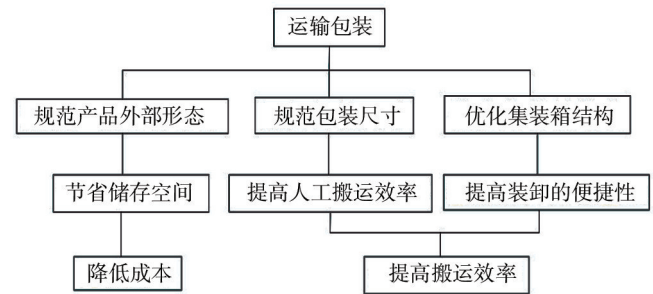 运输包装
规范产品外部形态
规范包装尺寸
优化集装箱结构
节省储存空间
提高人工搬运效率
提高装卸的便捷性
降低成本
提高搬运效率